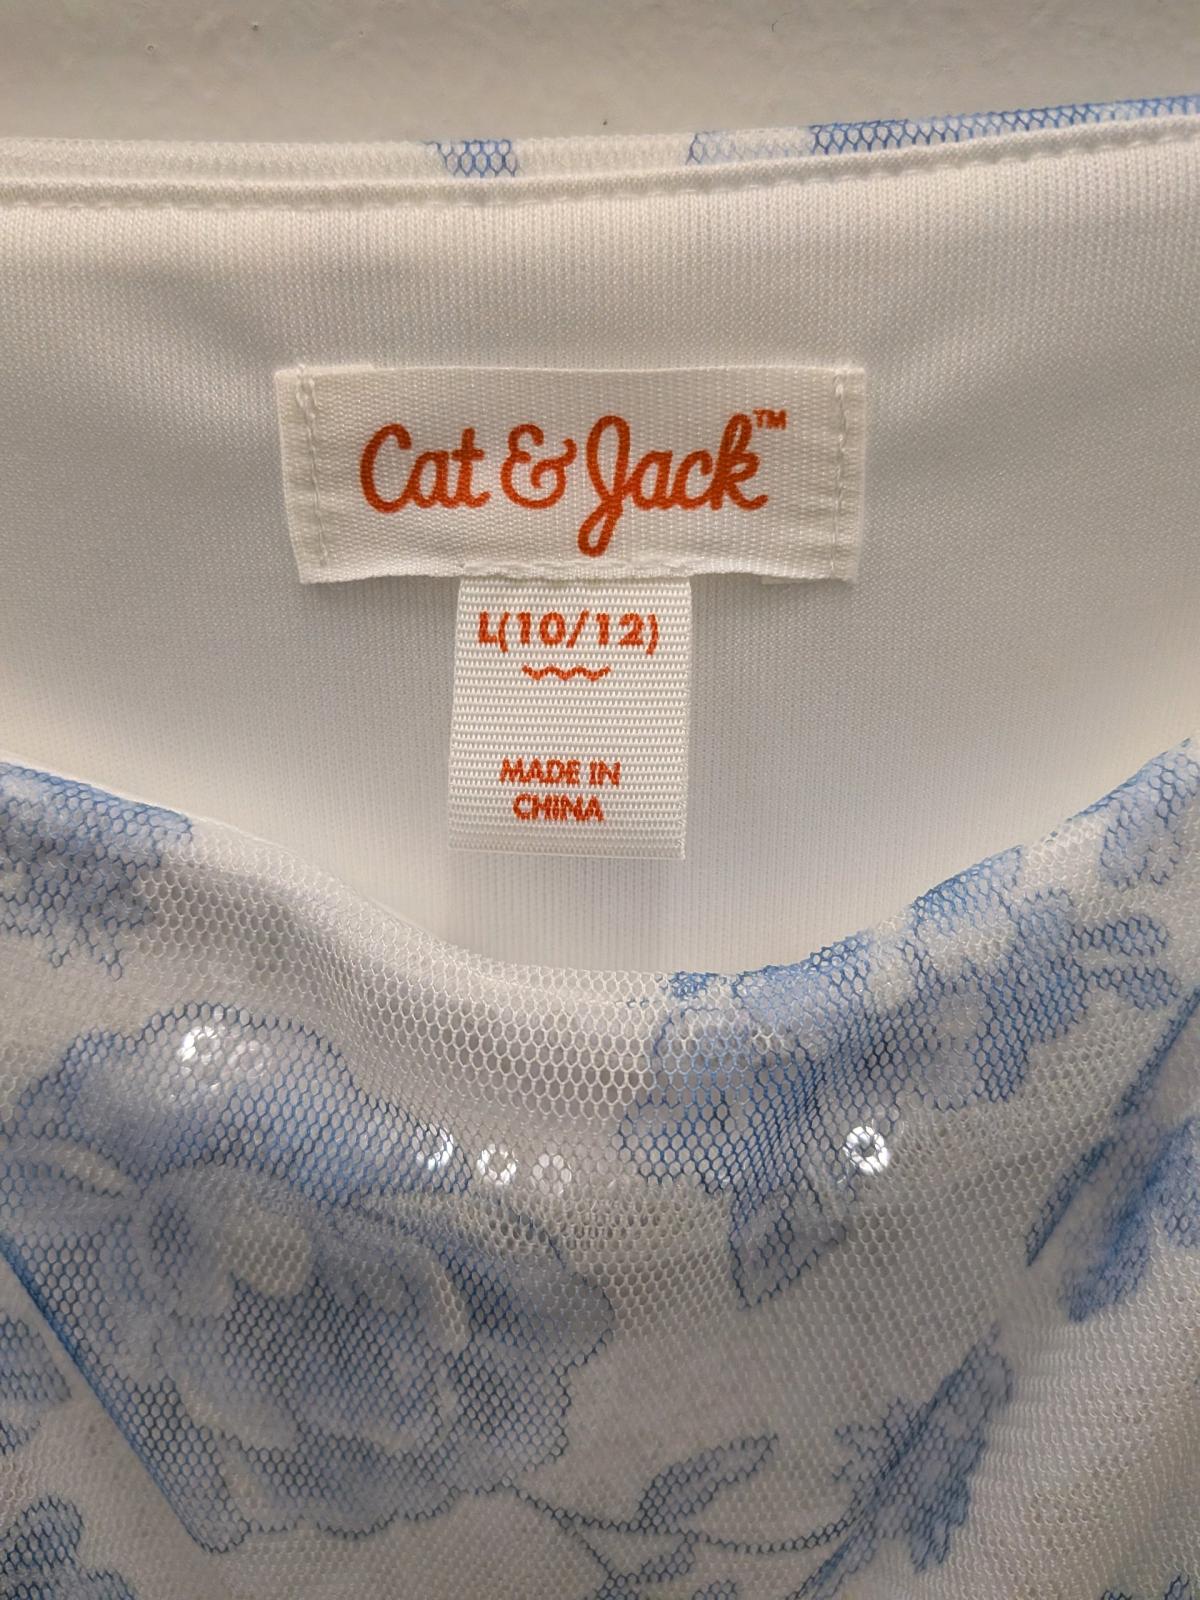 Cat & Jack™
L(10/12)
MADE IN
CHINA